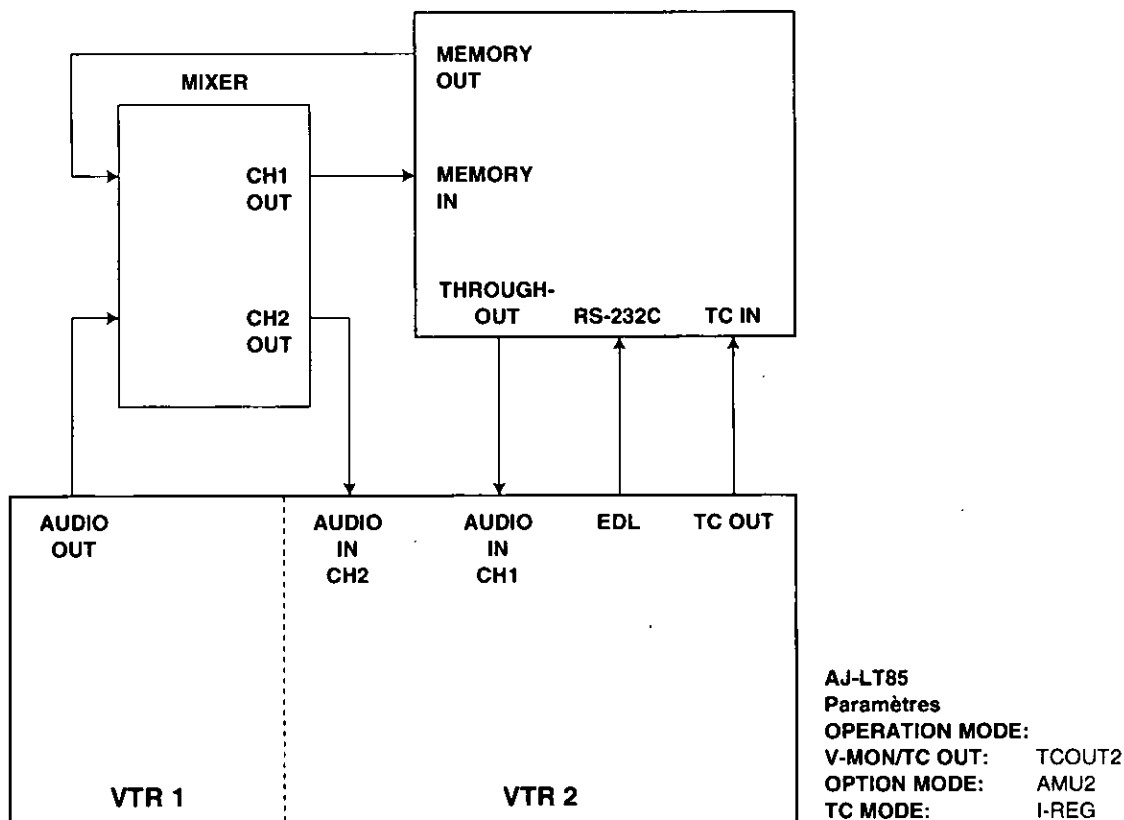 MEMORY
OUT
MIXER
CH1
OUT
MEMORY
IN
CH2
OUT
THROUGH-
OUT
RS-232C
TC IN
AUDIO
OUT
AUDIO
IN
CH2
AUDIO
IN
CH1
EDL
TC OUT
VTR 1
VTR 2
AJ-LT85
Paramètres
OPERATION MODE:
V-MON/TC OUT: TCOUT2
OPTION MODE: AMU2
TC MODE: I-REG